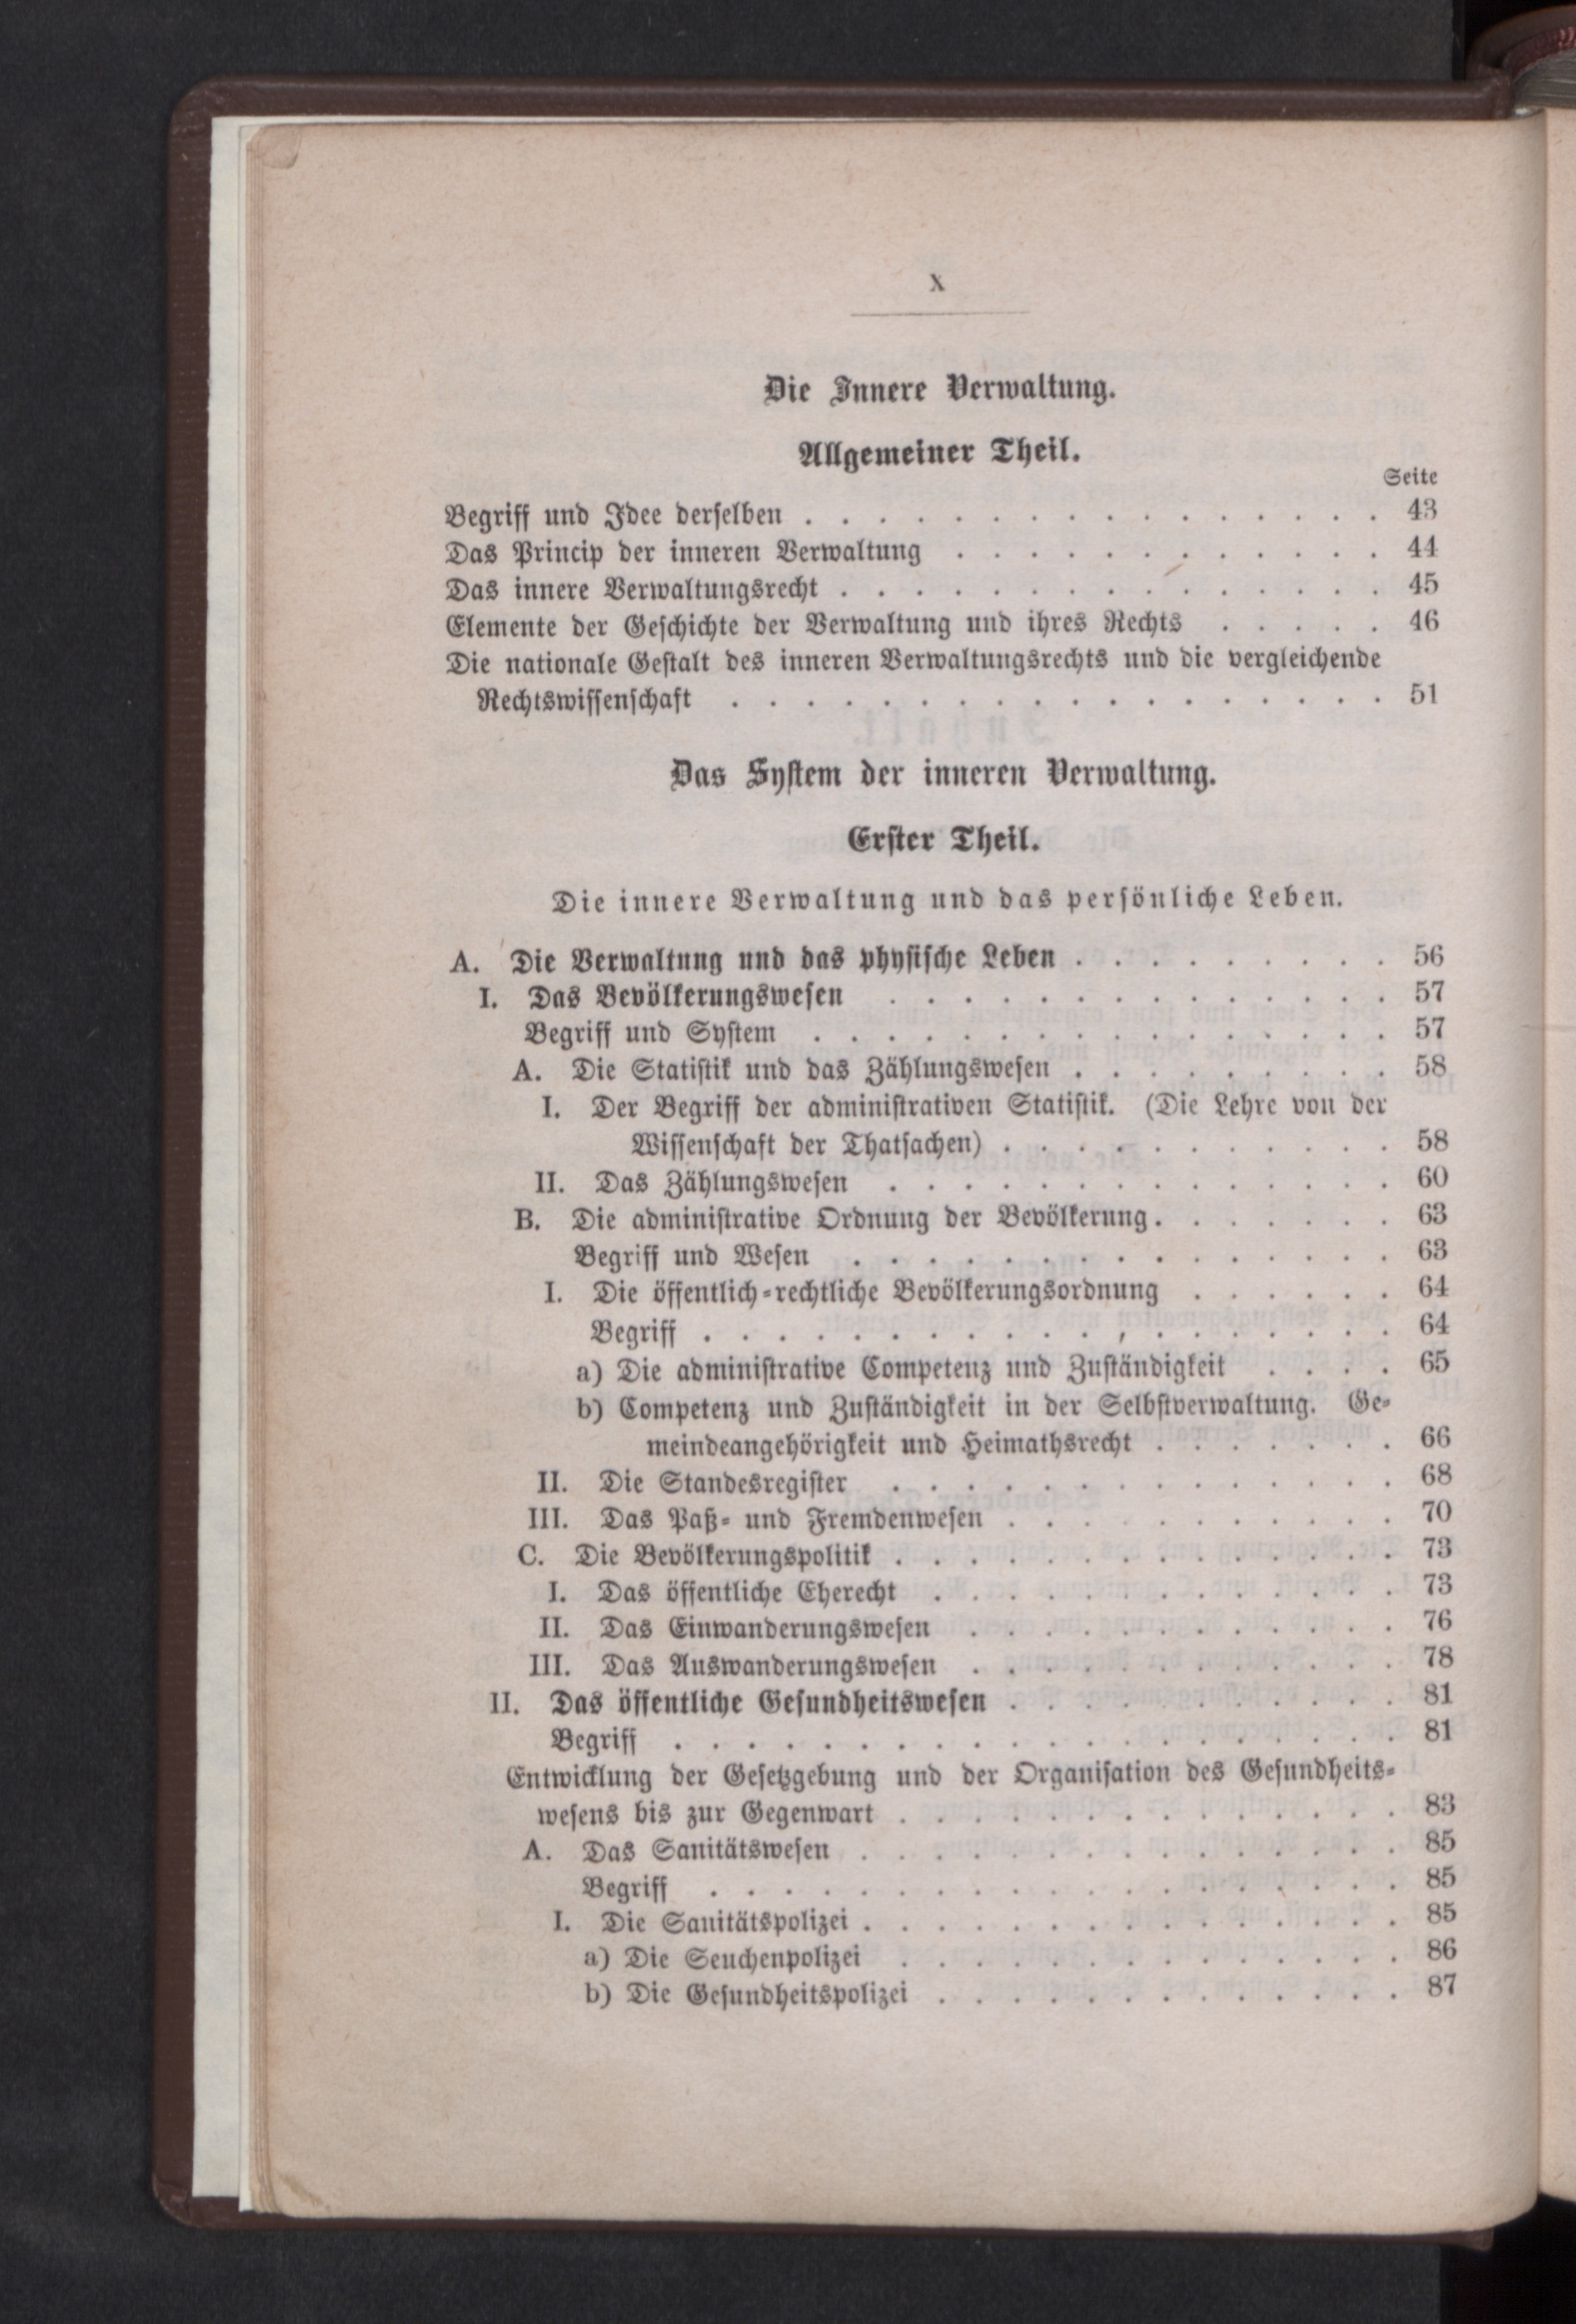 X
Die Innere Verwaltung.
Allgemeiner Theil.
Seite
Begriff und Idee derselben . . . . . . . . . . . . . . . . 43
Das Princip der inneren Verwaltung . . . . . . . . . . . . 44
Das innere Verwaltungsrecht . . . . . . . . . . . . . . . 45
Elemente der Geschichte der Verwaltung und ihres Rechts . . . . . 46
Die nationale Gestalt des inneren Verwaltungsrechts und die vergleichende
Rechtswissenschaft . . . . . . . . . . . . . . . . . . 51
Das System der inneren Verwaltung.
Erster Theil.
Die innere Verwaltung und das persönliche Leben.
A. Die Verwaltung und das physische Leben . . . . . . . . . 56
I. Das Bevölkerungswesen . . . . . . . . . . . . . . 57
Begriff und System . . . . . . . . . . . . . . . . 57
A. Die Statistik und das Zählungswesen . . . . . . . . . 58
I. Der Begriff der administrativen Statistik. (Die Lehre von der
Wissenschaft der Thatsachen) . . . . . . . . . . . 58
II. Das Zählungswesen . . . . . . . . . . . . . . 60
B. Die administrative Ordnung der Bevölkerung . . . . . . . 63
Begriff und Wesen . . . . . . . . . . . . . . . 63
I. Die öffentlich-rechtliche Bevölkerungsordnung . . . . . . 64
Begriff . . . . . . . . . . . . . . . . . . . 64
a) Die administrative Competenz und Zuständigkeit . . . . 65
b) Competenz und Zuständigkeit in der Selbstverwaltung. Ge-
meindeangehörigkeit und Heimathsrecht . . . . . . . 66
II. Die Standesregister . . . . . . . . . . . . . . 68
III. Das Paß- und Fremdenwesen . . . . . . . . . . . 70
C. Die Bevölkerungspolitik . . . . . . . . . . . . . . 73
I. Das öffentliche Eherecht . . . . . . . . . . . . . 73
II. Das Einwanderungswesen . . . . . . . . . . . . 76
III. Das Auswanderungswesen . . . . . . . . . . . . 78
II. Das öffentliche Gesundheitswesen . . . . . . . . . . . 81
Begriff . . . . . . . . . . . . . . . . . . . . 81
Entwicklung der Gesetzgebung und der Organisation des Gesundheits-
wesens bis zur Gegenwart . . . . . . . . . . . . . . 83
A. Das Sanitätswesen . . . . . . . . . . . . . . . 85
Begriff . . . . . . . . . . . . . . . . . . . 85
I. Die Sanitätspolizei . . . . . . . . . . . . . . . 85
a) Die Seuchenpolizei . . . . . . . . . . . . . . 86
b) Die Gesundheitspolizei . . . . . . . . . . . . . 87